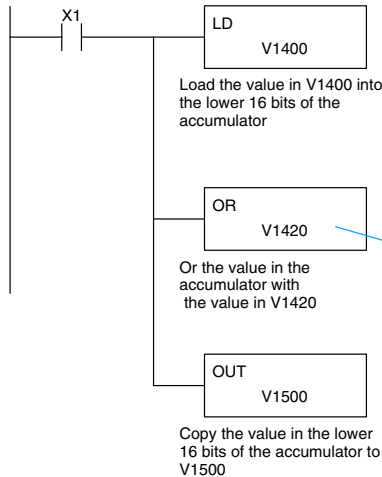 X1
LD
V1400
Load the value in V1400 into
the lower 16 bits of the
accumulator
OR
V1420
Or the value in the
accumulator with
the value in V1420
OUT
V1500
Copy the value in the lower
16 bits of the accumulator to
V1500